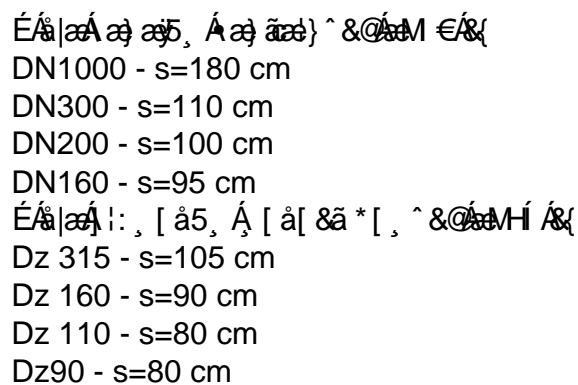 DN1000 - s=180 cm
DN300 - s=110 cm
DN200 - s=100 cm
DN160 - s=95 cm
Dz 315 - s=105 cm
Dz 160 - s=90 cm
Dz 110 - s=80 cm
Dz90 - s=80 cm